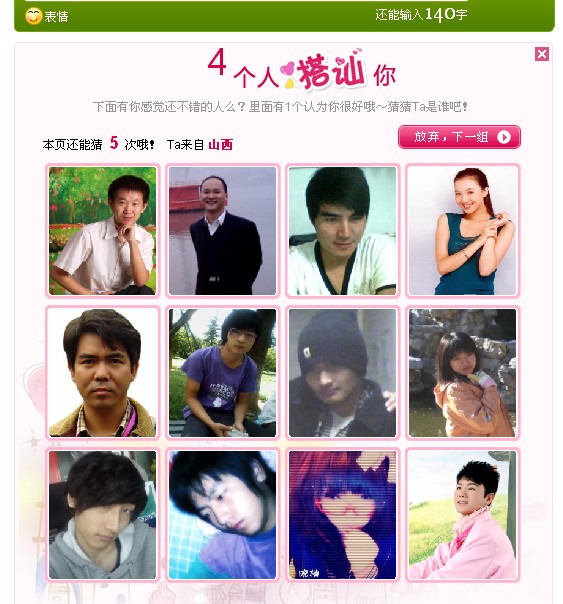 表情
还能输入140字
4个人搭讪你
下面有你感觉还不错的人么？里面有1个认为你很好哦～猜猜Ta是谁吧！
本页还能猜 5 次哦！ Ta来自 山西
放弃，下一组